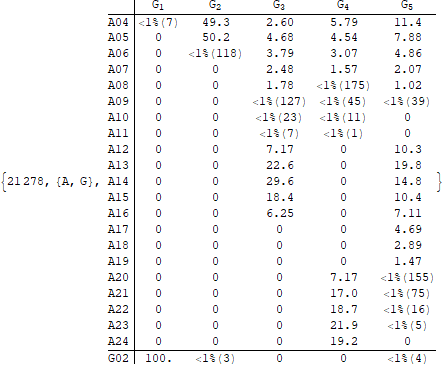 G1 G2 G3 G4 G5
A04 <1%(7) 49.3 2.60 5.79 11.4
A05 0 50.2 4.68 4.54 7.88
A06 0 <1%(118) 3.79 3.07 4.86
A07 0 0 2.48 1.57 2.07
A08 0 0 1.78 <1%(175) 1.02
A09 0 0 <1%(127) <1%(45) <1%(39)
A10 0 0 <1%(23) <1%(11) 0
A11 0 0 <1%(7) <1%(1) 0
A12 0 0 7.17 0 10.3
A13 0 0 22.6 0 19.8
{21278, {A, G}, A14 0 0 29.6 0 14.8 }
A15 0 0 18.4 0 10.4
A16 0 0 6.25 0 7.11
A17 0 0 0 0 4.69
A18 0 0 0 0 2.89
A19 0 0 0 0 1.47
A20 0 0 0 7.17 <1%(155)
A21 0 0 0 17.0 <1%(75)
A22 0 0 0 18.7 <1%(16)
A23 0 0 0 21.9 <1%(5)
A24 0 0 0 19.2 0
G02 100. <1%(3) 0 0 <1%(4)